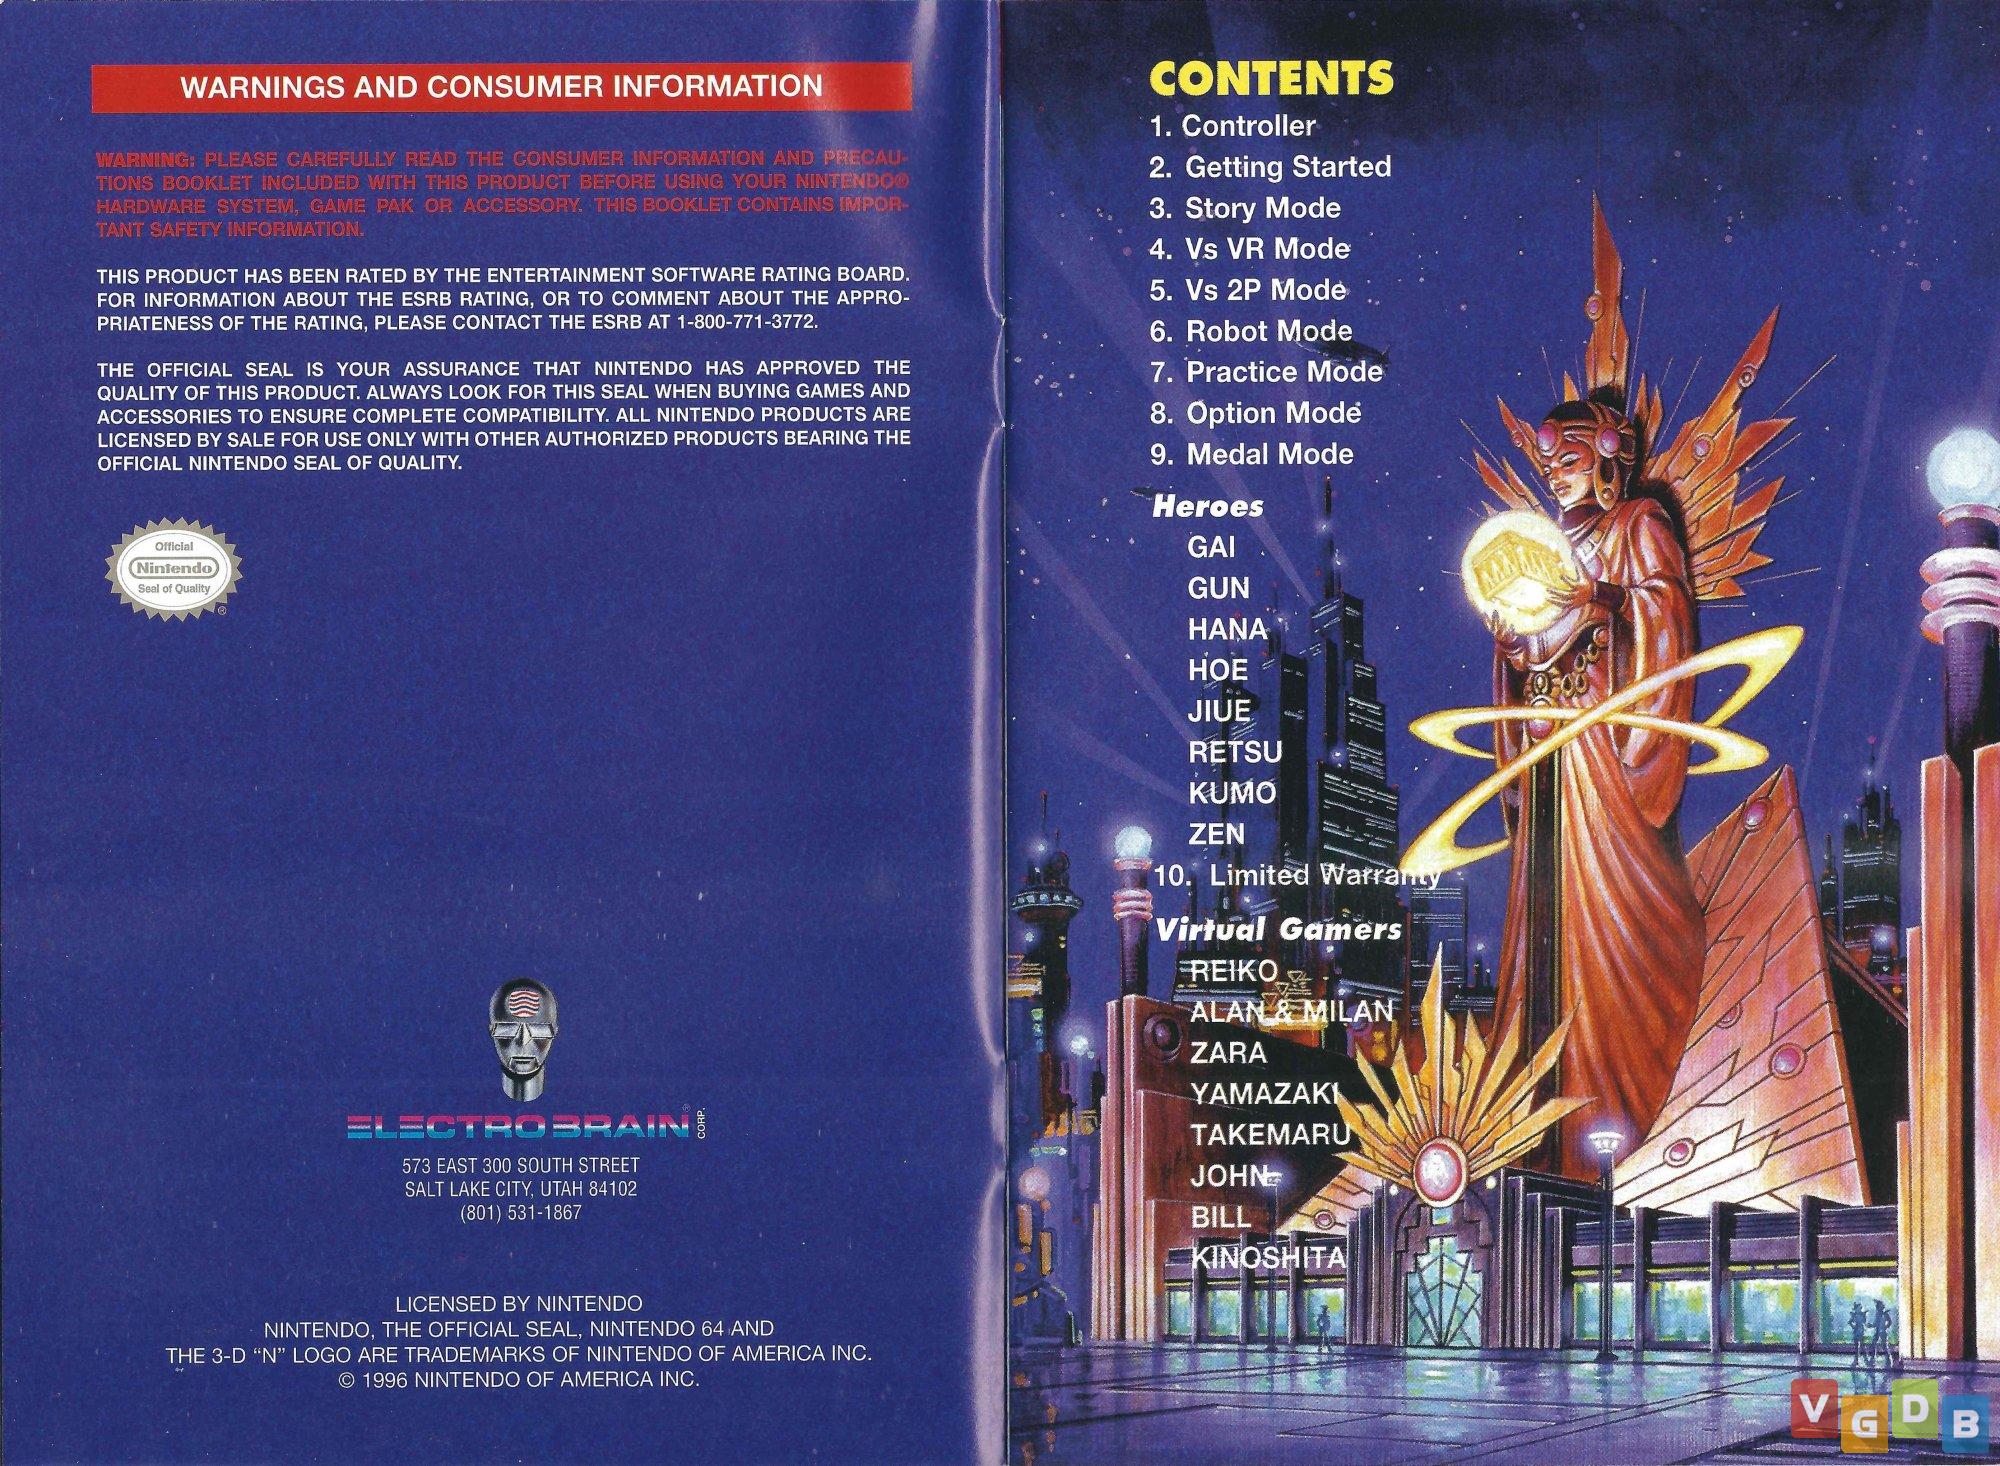 WARNINGS AND CONSUMER INFORMATION
WARNING: PLEASE CAREFULLY READ THE CONSUMER INFORMATION AND PRECAU-
TIONS BOOKLET INCLUDED WITH THIS PRODUCT BEFORE USING YOUR NINTENDO®
HARDWARE SYSTEM, GAME PAK OR ACCESSORY. THIS BOOKLET CONTAINS IMPOR-
TANT SAFETY INFORMATION.
THIS PRODUCT HAS BEEN RATED BY THE ENTERTAINMENT SOFTWARE RATING BOARD.
FOR INFORMATION ABOUT THE ESRB RATING, OR TO COMMENT ABOUT THE APPRO-
PRIATENESS OF THE RATING, PLEASE CONTACT THE ESRB AT 1-800-771-3772.
THE OFFICIAL SEAL IS YOUR ASSURANCE THAT NINTENDO HAS APPROVED THE
QUALITY OF THIS PRODUCT. ALWAYS LOOK FOR THIS SEAL WHEN BUYING GAMES AND
ACCESSORIES TO ENSURE COMPLETE COMPATIBILITY. ALL NINTENDO PRODUCTS ARE
LICENSED BY SALE FOR USE ONLY WITH OTHER AUTHORIZED PRODUCTS BEARING THE
OFFICIAL NINTENDO SEAL OF QUALITY.
Official
Nintendo
Seal of Quality
®
ELECTRO BRAIN® CORP.
573 EAST 300 SOUTH STREET
SALT LAKE CITY, UTAH 84102
(801) 531-1867
LICENSED BY NINTENDO
NINTENDO, THE OFFICIAL SEAL, NINTENDO 64 AND
THE 3-D “N” LOGO ARE TRADEMARKS OF NINTENDO OF AMERICA INC.
© 1996 NINTENDO OF AMERICA INC.
CONTENTS
1. Controller
2. Getting Started
3. Story Mode
4. Vs VR Mode
5. Vs 2P Mode
6. Robot Mode
7. Practice Mode
8. Option Mode
9. Medal Mode
Heroes
GAI
GUN
HANA
HOE
JIUE
RETSU
KUMO
ZEN
10. Limited Warranty
Virtual Gamers
REIKO
ALAN & MILAN
ZARA
YAMAZAKI
TAKEMARU
JOHN
BILL
KINOSHITA
VGDB